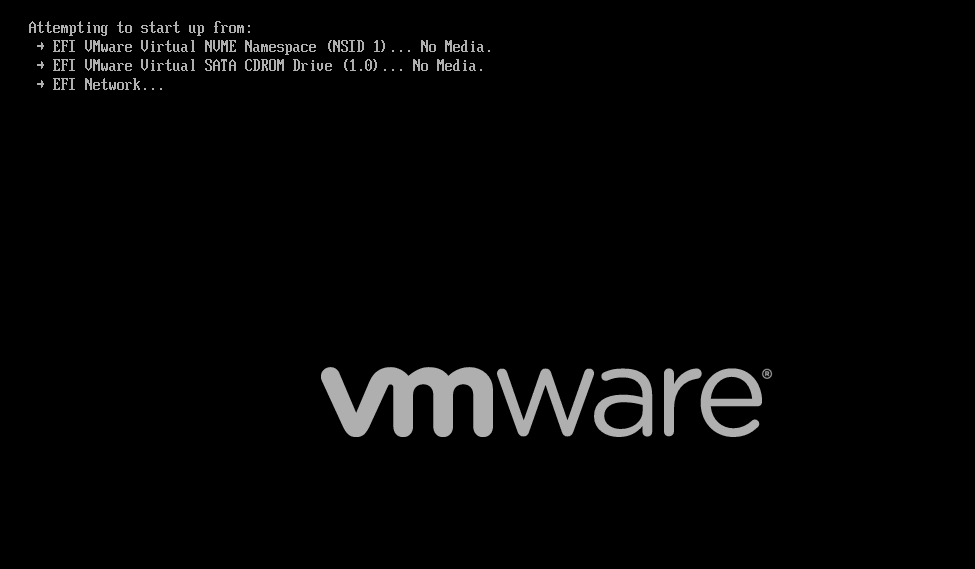 Attempting to start up from:
→ EFI VMware Virtual NVME Namespace (NSID 1)... No Media.
→ EFI VMware Virtual SATA CDROM Drive (1.0)... No Media.
→ EFI Network...
vmware®